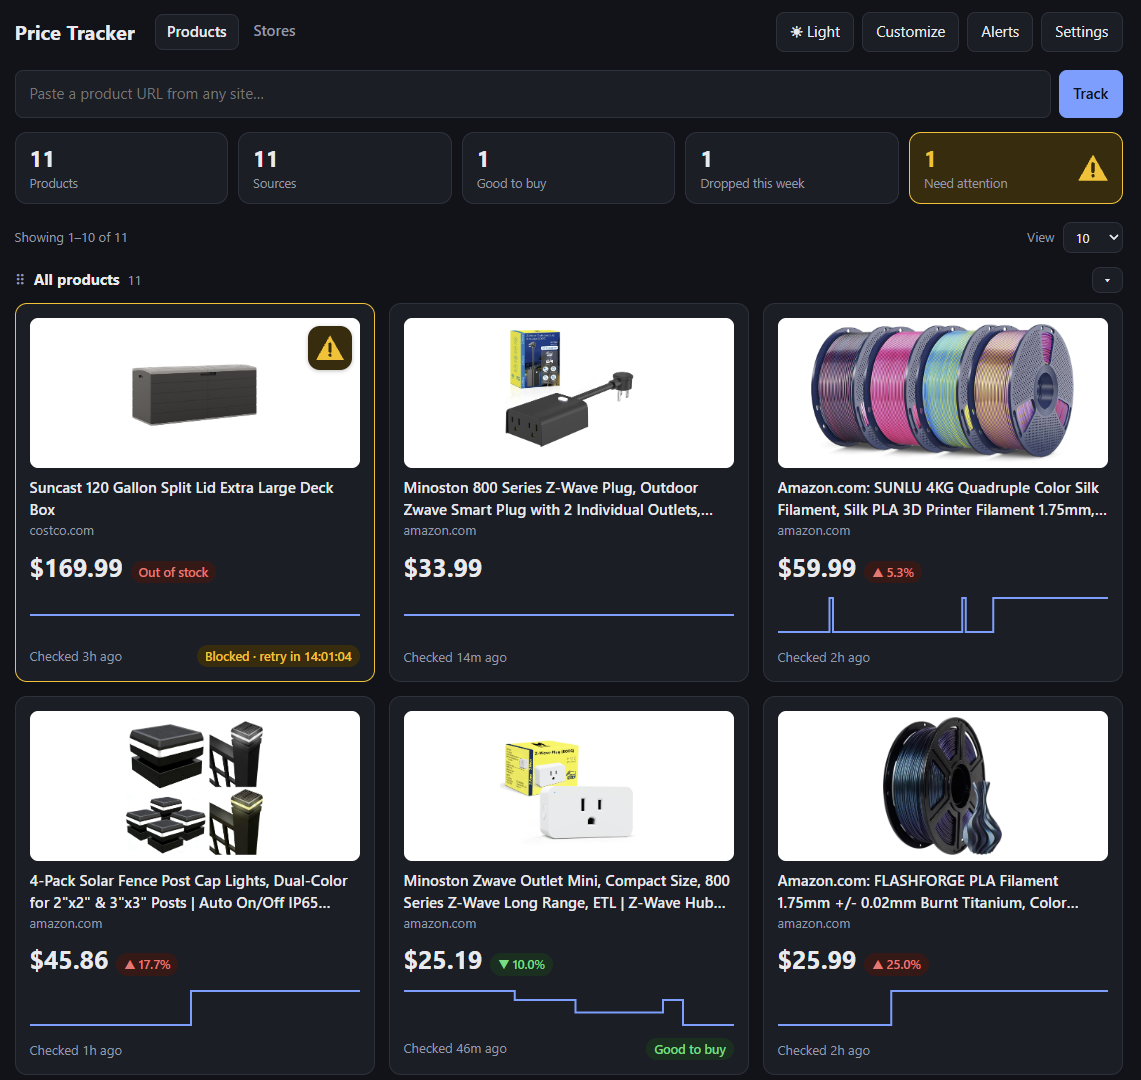 Price Tracker
Products
Stores
☀ Light
Customize
Alerts
Settings
Paste a product URL from any site...
Track
11
Products
11
Sources
1
Good to buy
1
Dropped this week
1
Need attention
Showing 1–10 of 11
View
10
All products 11
Suncast 120 Gallon Split Lid Extra Large Deck
Box
costco.com
$169.99 Out of stock
Checked 3h ago
Blocked · retry in 14:01:04
Minoston 800 Series Z-Wave Plug, Outdoor
Zwave Smart Plug with 2 Individual Outlets,...
amazon.com
$33.99
Checked 14m ago
Amazon.com: SUNLU 4KG Quadruple Color Silk
Filament, Silk PLA 3D Printer Filament 1.75mm,...
amazon.com
$59.99 ▲ 5.3%
Checked 2h ago
4-Pack Solar Fence Post Cap Lights, Dual-Color
for 2"x2" & 3"x3" Posts | Auto On/Off IP65...
amazon.com
$45.86 ▲ 17.7%
Checked 1h ago
Minoston Zwave Outlet Mini, Compact Size, 800
Series Z-Wave Long Range, ETL | Z-Wave Hub...
amazon.com
$25.19 ▼ 10.0%
Checked 46m ago
Good to buy
Amazon.com: FLASHFORGE PLA Filament
1.75mm +/- 0.02mm Burnt Titanium, Color...
amazon.com
$25.99 ▲ 25.0%
Checked 2h ago